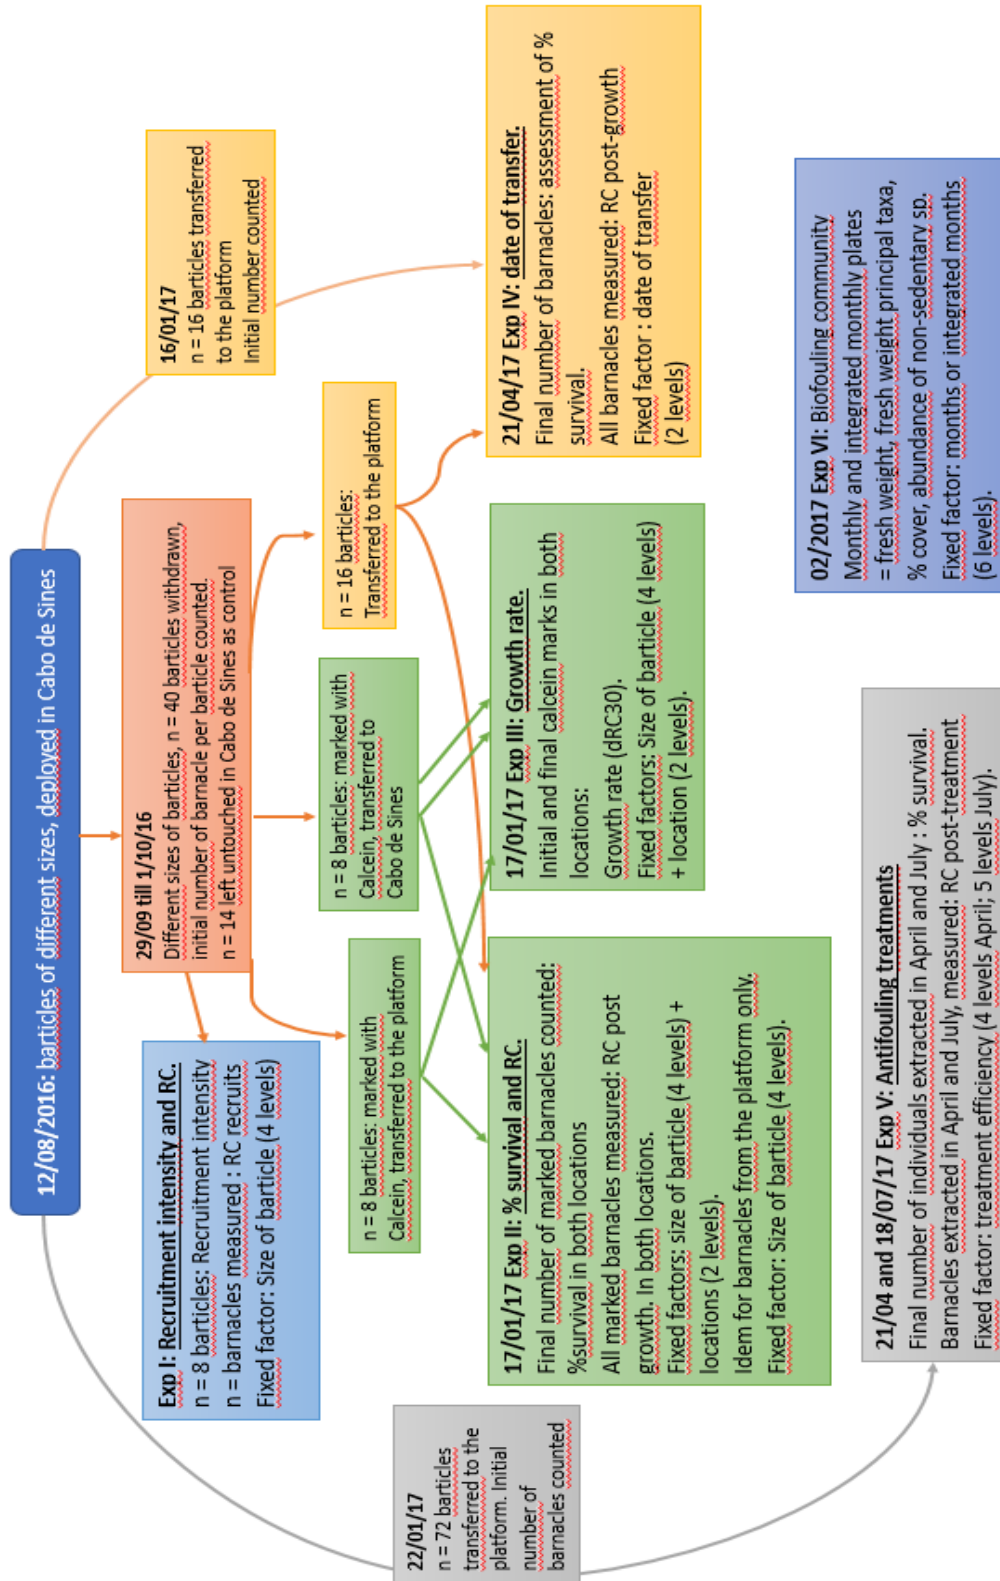 12/08/2016: barticles of different sizes, deployed in Cabo de Sines
22/01/17
n = 72 barticles
transferred to the
platform. Initial
number of
barnacles counted
Exp I: Recruitment intensity and RC.
n = 8 barticles: Recruitment intensity
n = barnacles measured : RC recruits
Fixed factor: Size of barticle (4 levels)
29/09 till 1/10/16
Different sizes of barticles, n = 40 barticles withdrawn,
initial number of barnacle per barticle counted.
n = 14 left untouched in Cabo de Sines as control
16/01/17
n = 16 barticles transferred
to the platform
Initial number counted
n = 8 barticles: marked with
Calcein, transferred to the platform
n = 8 barticles: marked with
Calcein, transferred to
Cabo de Sines
n = 16 barticles:
Transferred to the platform
17/01/17 Exp II: % survival and RC.
Final number of marked barnacles counted:
%survival in both locations
All marked barnacles measured: RC post
growth. In both locations.
Fixed factors: size of barticle (4 levels) +
locations (2 levels).
Idem for barnacles from the platform only.
Fixed factor: Size of barticle (4 levels).
17/01/17 Exp III: Growth rate.
Initial and final calcein marks in both
locations:
Growth rate (dRC30).
Fixed factors: Size of barticle (4 levels)
+ location (2 levels).
21/04/17 Exp IV: date of transfer.
Final number of barnacles: assessment of %
survival.
All barnacles measured: RC post-growth
Fixed factor : date of transfer
(2 levels)
21/04 and 18/07/17 Exp V: Antifouling treatments
Final number of individuals extracted in April and July : % survival.
Barnacles extracted in April and July, measured: RC post-treatment
Fixed factor: treatment efficiency (4 levels April; 5 levels July).
02/2017 Exp VI: Biofouling community
Monthly and integrated monthly plates
= fresh weight, fresh weight principal taxa,
% cover, abundance of non-sedentary sp.
Fixed factor: months or integrated months
(6 levels).